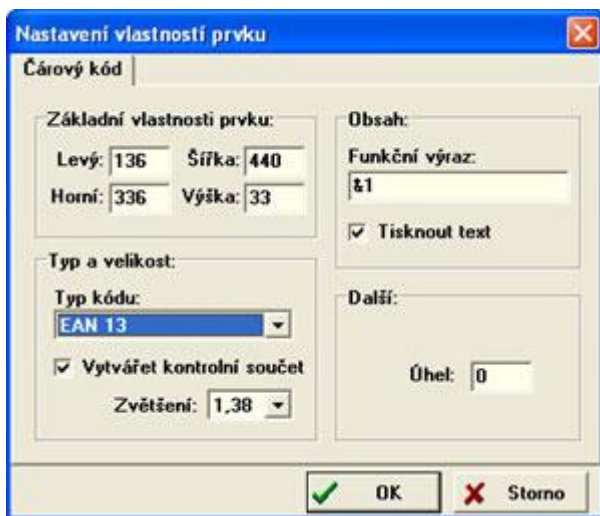 Nastavení vlastností prvku
Čárový kód
Základní vlastnosti prvku:
Levý: 136 Šířka: 440
Horní: 336 Výška: 33
Typ a velikost:
Typ kódu:
EAN 13
Vytvářet kontrolní součet
Zvětšení: 1,38
Obsah:
Funkční výraz:
&1
Tisknout text
Další:
Úhel: 0
OK Storno